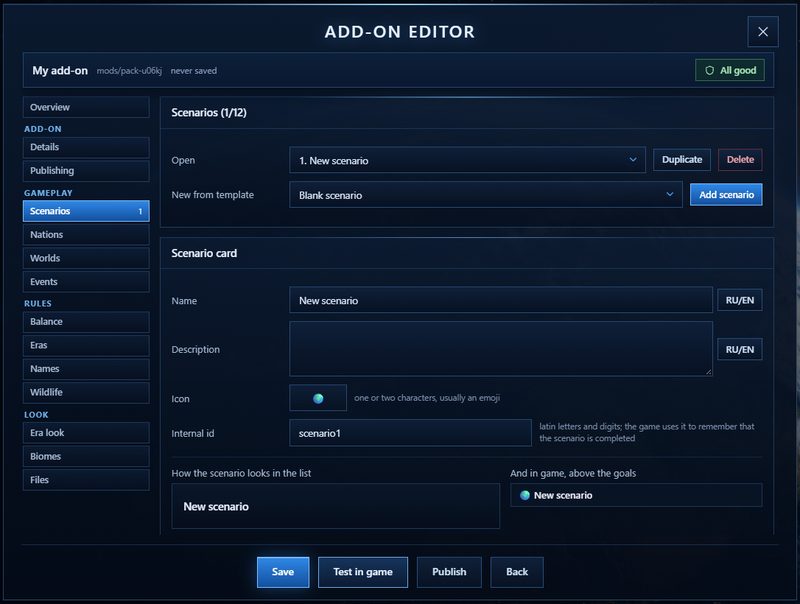 ADD-ON EDITOR
My add-on mods/pack-u06kj never saved All good
Overview
ADD-ON
Details
Publishing
GAMEPLAY
Scenarios 1
Nations
Worlds
Events
RULES
Balance
Eras
Names
Wildlife
LOOK
Era look
Biomes
Files
Scenarios (1/12)
Open 1. New scenario Duplicate Delete
New from template Blank scenario Add scenario
Scenario card
Name New scenario RU/EN
Description RU/EN
Icon one or two characters, usually an emoji
Internal id scenario1 latin letters and digits; the game uses it to remember that
the scenario is completed
How the scenario looks in the list
New scenario
And in game, above the goals
New scenario
Save Test in game Publish Back